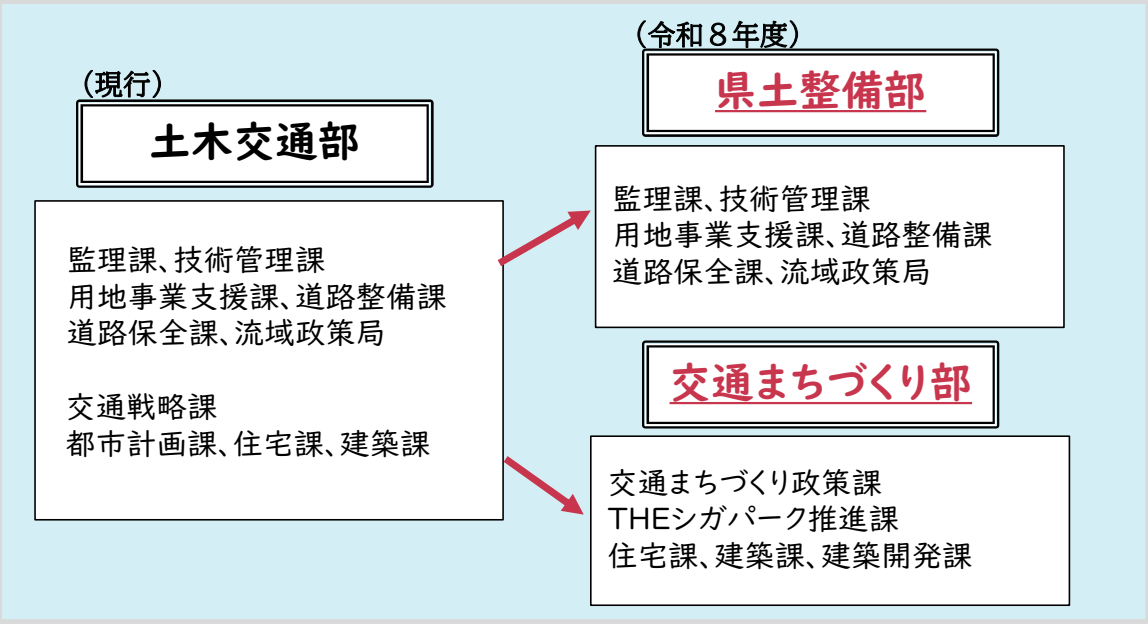 （現行）
土木交通部
監理課、技術管理課
用地事業支援課、道路整備課
道路保全課、流域政策局
交通戦略課
都市計画課、住宅課、建築課
（令和８年度）
県土整備部
監理課、技術管理課
用地事業支援課、道路整備課
道路保全課、流域政策局
交通まちづくり部
交通まちづくり政策課
THEシガパーク推進課
住宅課、建築課、建築開発課